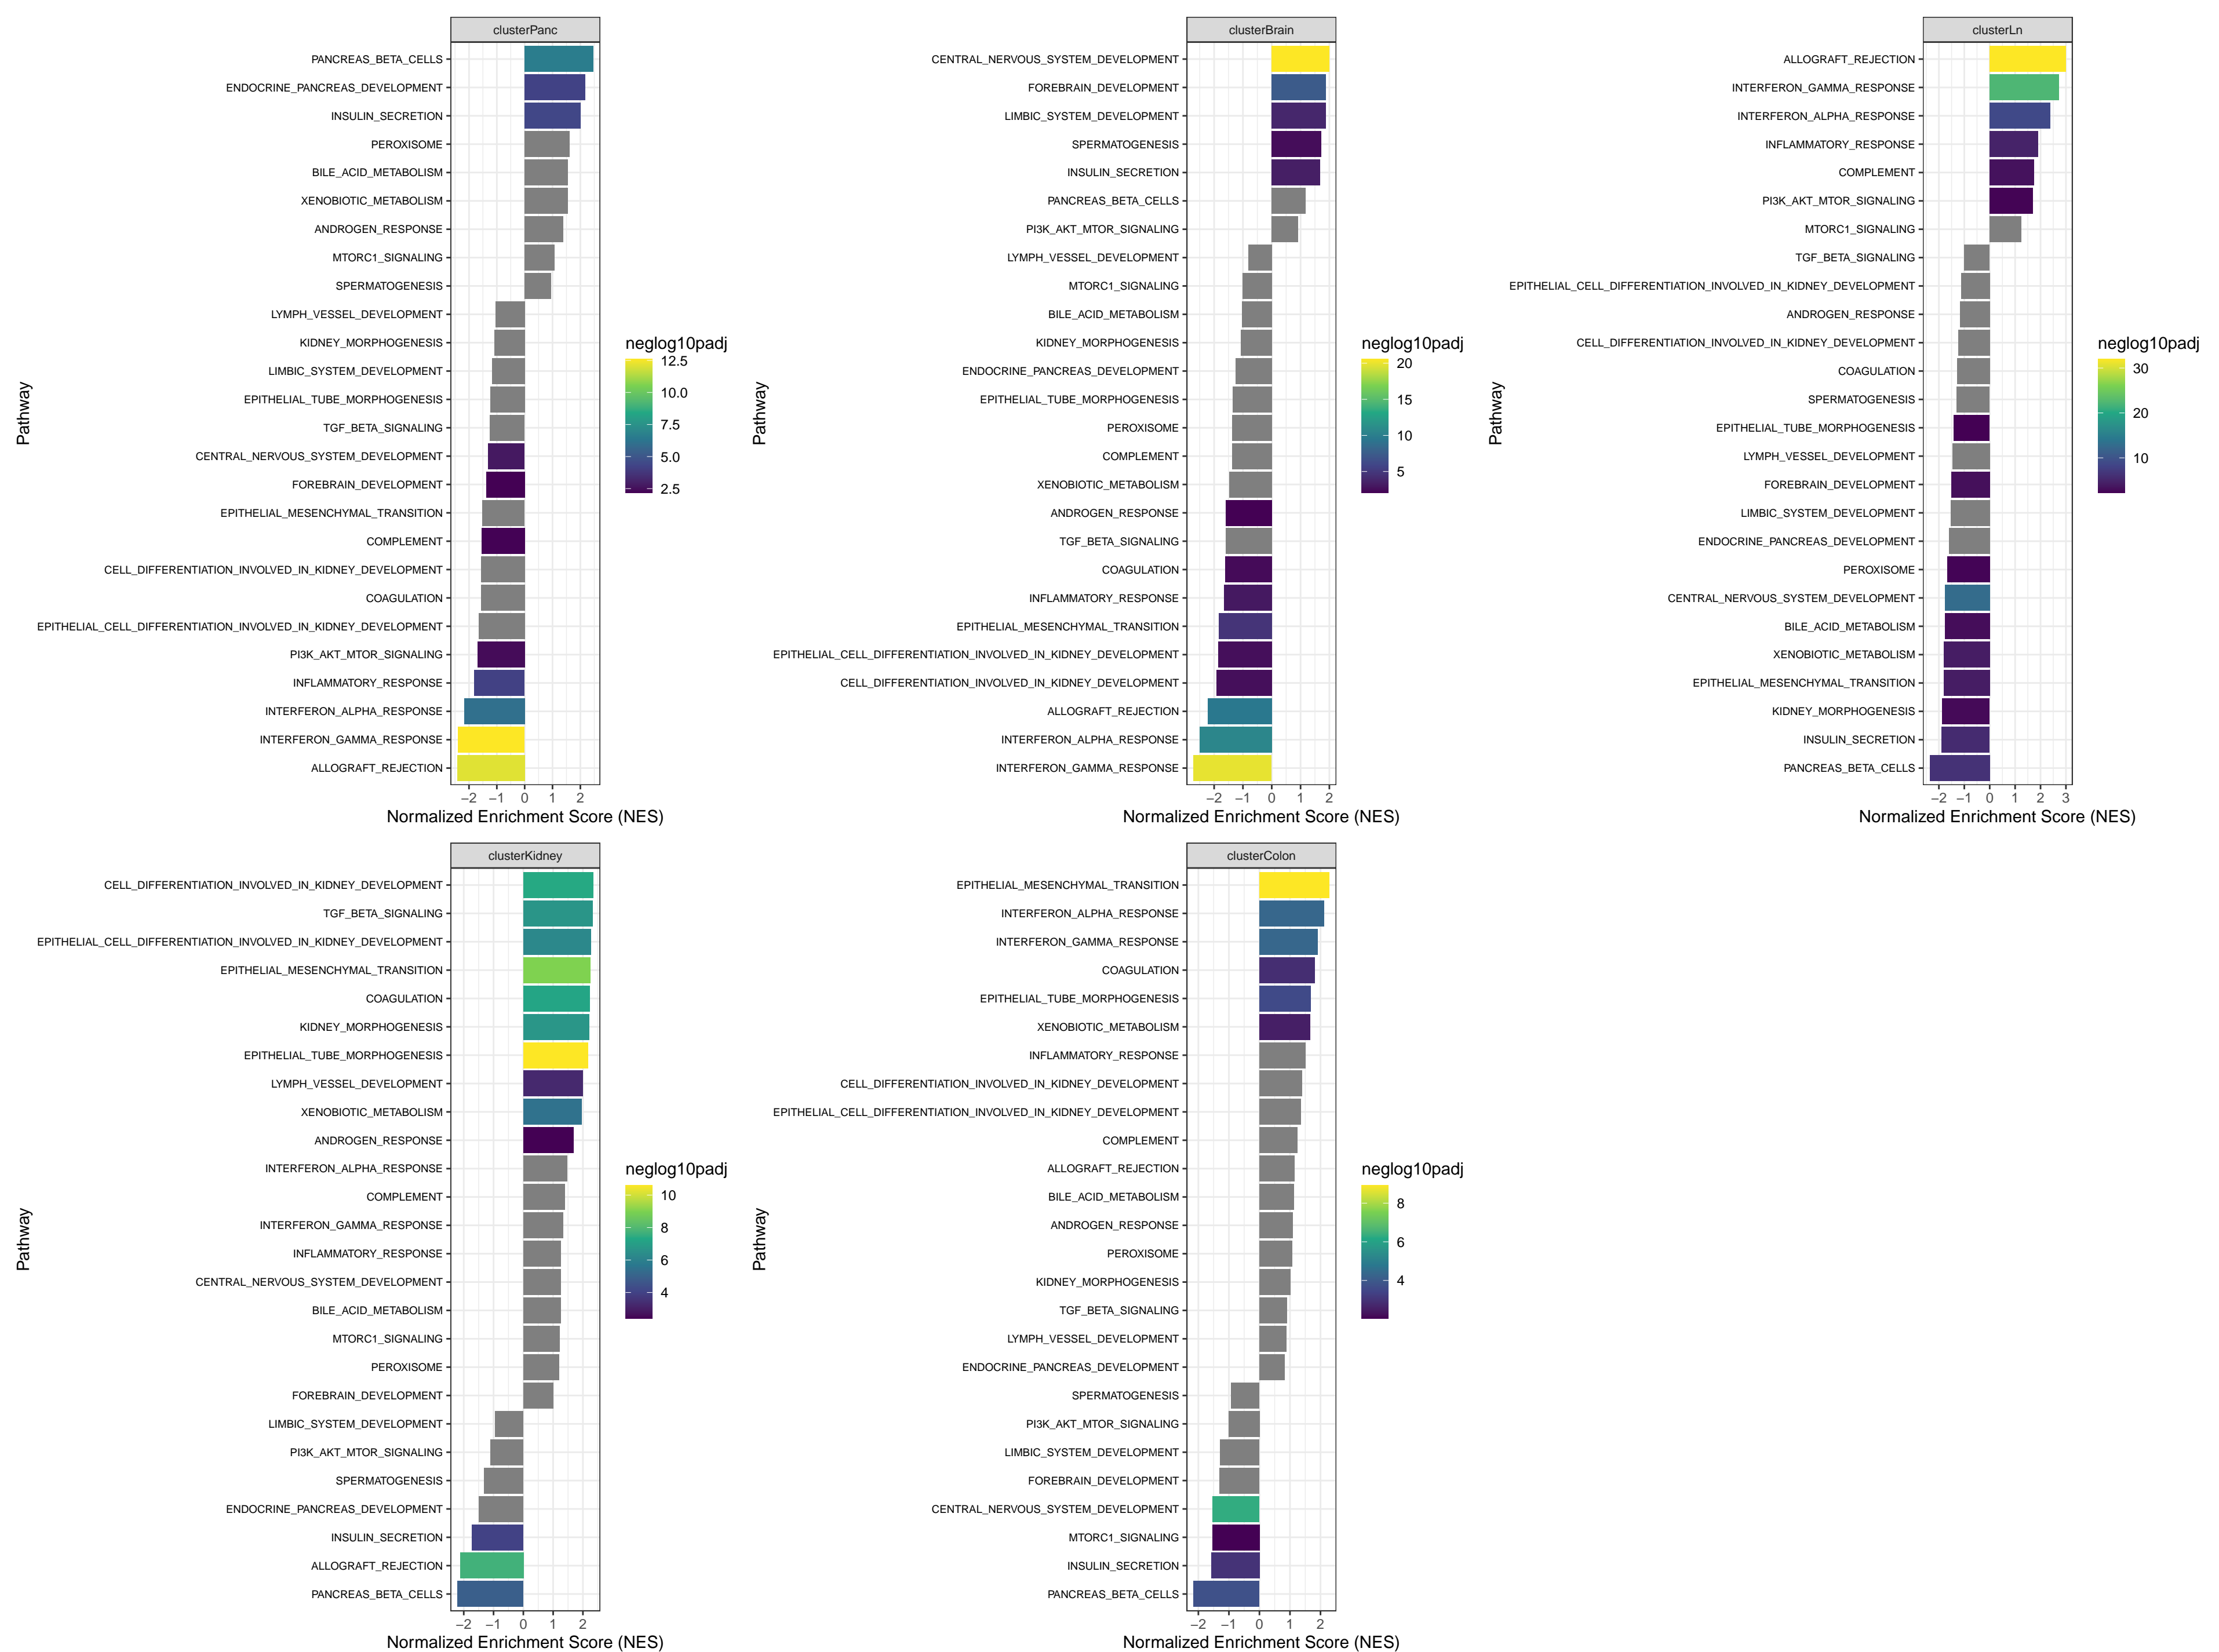 clusterPanc
PANCREAS_BETA_CELLS
ENDOCRINE_PANCREAS_DEVELOPMENT
INSULIN_SECRETION
PEROXISOME
BILE_ACID_METABOLISM
XENOBIOTIC_METABOLISM
ANDROGEN_RESPONSE
MTORC1_SIGNALING
SPERMATOGENESIS
LYMPH_VESSEL_DEVELOPMENT
KIDNEY_MORPHOGENESIS
LIMBIC_SYSTEM_DEVELOPMENT
EPITHELIAL_TUBE_MORPHOGENESIS
TGF_BETA_SIGNALING
CENTRAL_NERVOUS_SYSTEM_DEVELOPMENT
FOREBRAIN_DEVELOPMENT
EPITHELIAL_MESENCHYMAL_TRANSITION
COMPLEMENT
CELL_DIFFERENTIATION_INVOLVED_IN_KIDNEY_DEVELOPMENT
COAGULATION
EPITHELIAL_CELL_DIFFERENTIATION_INVOLVED_IN_KIDNEY_DEVELOPMENT
PI3K_AKT_MTOR_SIGNALING
INFLAMMATORY_RESPONSE
INTERFERON_ALPHA_RESPONSE
INTERFERON_GAMMA_RESPONSE
ALLOGRAFT_REJECTION
Pathway
−2 −1 0 1 2
Normalized Enrichment Score (NES)
neglog10padj
12.5
10.0
7.5
5.0
2.5
clusterBrain
CENTRAL_NERVOUS_SYSTEM_DEVELOPMENT
FOREBRAIN_DEVELOPMENT
LIMBIC_SYSTEM_DEVELOPMENT
SPERMATOGENESIS
INSULIN_SECRETION
PANCREAS_BETA_CELLS
PI3K_AKT_MTOR_SIGNALING
LYMPH_VESSEL_DEVELOPMENT
MTORC1_SIGNALING
BILE_ACID_METABOLISM
KIDNEY_MORPHOGENESIS
ENDOCRINE_PANCREAS_DEVELOPMENT
EPITHELIAL_TUBE_MORPHOGENESIS
PEROXISOME
COMPLEMENT
XENOBIOTIC_METABOLISM
ANDROGEN_RESPONSE
TGF_BETA_SIGNALING
COAGULATION
INFLAMMATORY_RESPONSE
EPITHELIAL_MESENCHYMAL_TRANSITION
EPITHELIAL_CELL_DIFFERENTIATION_INVOLVED_IN_KIDNEY_DEVELOPMENT
CELL_DIFFERENTIATION_INVOLVED_IN_KIDNEY_DEVELOPMENT
ALLOGRAFT_REJECTION
INTERFERON_ALPHA_RESPONSE
INTERFERON_GAMMA_RESPONSE
Pathway
−2 −1 0 1 2
Normalized Enrichment Score (NES)
neglog10padj
20
15
10
5
clusterLn
ALLOGRAFT_REJECTION
INTERFERON_GAMMA_RESPONSE
INTERFERON_ALPHA_RESPONSE
INFLAMMATORY_RESPONSE
COMPLEMENT
PI3K_AKT_MTOR_SIGNALING
MTORC1_SIGNALING
TGF_BETA_SIGNALING
EPITHELIAL_CELL_DIFFERENTIATION_INVOLVED_IN_KIDNEY_DEVELOPMENT
ANDROGEN_RESPONSE
CELL_DIFFERENTIATION_INVOLVED_IN_KIDNEY_DEVELOPMENT
COAGULATION
SPERMATOGENESIS
EPITHELIAL_TUBE_MORPHOGENESIS
LYMPH_VESSEL_DEVELOPMENT
FOREBRAIN_DEVELOPMENT
LIMBIC_SYSTEM_DEVELOPMENT
ENDOCRINE_PANCREAS_DEVELOPMENT
PEROXISOME
CENTRAL_NERVOUS_SYSTEM_DEVELOPMENT
BILE_ACID_METABOLISM
XENOBIOTIC_METABOLISM
EPITHELIAL_MESENCHYMAL_TRANSITION
KIDNEY_MORPHOGENESIS
INSULIN_SECRETION
PANCREAS_BETA_CELLS
Pathway
−2 −1 0 1 2 3
Normalized Enrichment Score (NES)
neglog10padj
30
20
10
clusterKidney
CELL_DIFFERENTIATION_INVOLVED_IN_KIDNEY_DEVELOPMENT
TGF_BETA_SIGNALING
EPITHELIAL_CELL_DIFFERENTIATION_INVOLVED_IN_KIDNEY_DEVELOPMENT
EPITHELIAL_MESENCHYMAL_TRANSITION
COAGULATION
KIDNEY_MORPHOGENESIS
EPITHELIAL_TUBE_MORPHOGENESIS
LYMPH_VESSEL_DEVELOPMENT
XENOBIOTIC_METABOLISM
ANDROGEN_RESPONSE
INTERFERON_ALPHA_RESPONSE
COMPLEMENT
INTERFERON_GAMMA_RESPONSE
INFLAMMATORY_RESPONSE
CENTRAL_NERVOUS_SYSTEM_DEVELOPMENT
BILE_ACID_METABOLISM
MTORC1_SIGNALING
PEROXISOME
FOREBRAIN_DEVELOPMENT
LIMBIC_SYSTEM_DEVELOPMENT
PI3K_AKT_MTOR_SIGNALING
SPERMATOGENESIS
ENDOCRINE_PANCREAS_DEVELOPMENT
INSULIN_SECRETION
ALLOGRAFT_REJECTION
PANCREAS_BETA_CELLS
Pathway
−2 −1 0 1 2
Normalized Enrichment Score (NES)
neglog10padj
10
8
6
4
clusterColon
EPITHELIAL_MESENCHYMAL_TRANSITION
INTERFERON_ALPHA_RESPONSE
INTERFERON_GAMMA_RESPONSE
COAGULATION
EPITHELIAL_TUBE_MORPHOGENESIS
XENOBIOTIC_METABOLISM
INFLAMMATORY_RESPONSE
CELL_DIFFERENTIATION_INVOLVED_IN_KIDNEY_DEVELOPMENT
EPITHELIAL_CELL_DIFFERENTIATION_INVOLVED_IN_KIDNEY_DEVELOPMENT
COMPLEMENT
ALLOGRAFT_REJECTION
BILE_ACID_METABOLISM
ANDROGEN_RESPONSE
PEROXISOME
KIDNEY_MORPHOGENESIS
TGF_BETA_SIGNALING
LYMPH_VESSEL_DEVELOPMENT
ENDOCRINE_PANCREAS_DEVELOPMENT
SPERMATOGENESIS
PI3K_AKT_MTOR_SIGNALING
LIMBIC_SYSTEM_DEVELOPMENT
FOREBRAIN_DEVELOPMENT
CENTRAL_NERVOUS_SYSTEM_DEVELOPMENT
MTORC1_SIGNALING
INSULIN_SECRETION
PANCREAS_BETA_CELLS
Pathway
−2 −1 0 1 2
Normalized Enrichment Score (NES)
neglog10padj
8
6
4